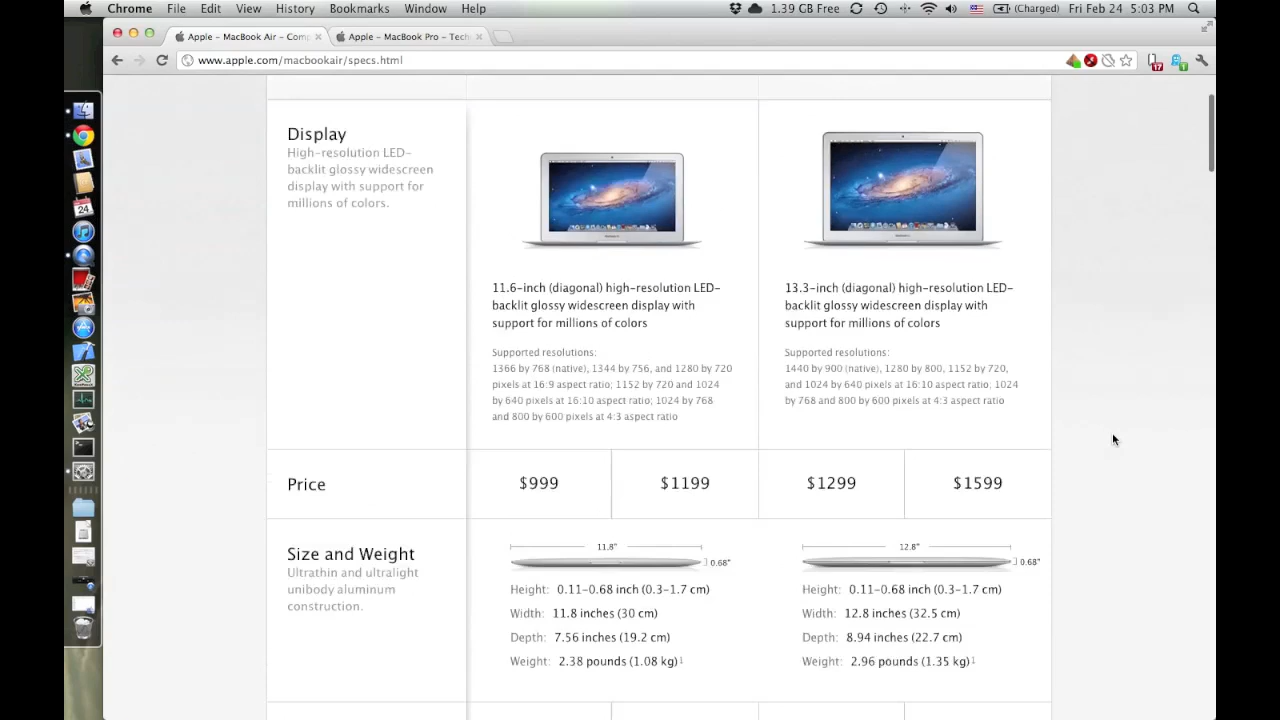 Chrome File Edit View History Bookmarks Window Help 1.39 GB Free (Charged) Fri Feb 24 5:03 PM
Apple - MacBook Air - Comp Apple - MacBook Pro - Tech
www.apple.com/macbookair/specs.html
17 1
24
Display
High-resolution LED-
backlit glossy widescreen
display with support for
millions of colors.
11.6-inch (diagonal) high-resolution LED-
backlit glossy widescreen display with
support for millions of colors
Supported resolutions:
1366 by 768 (native), 1344 by 756, and 1280 by 720
pixels at 16:9 aspect ratio; 1152 by 720 and 1024
by 640 pixels at 16:10 aspect ratio; 1024 by 768
and 800 by 600 pixels at 4:3 aspect ratio
13.3-inch (diagonal) high-resolution LED-
backlit glossy widescreen display with
support for millions of colors
Supported resolutions:
1440 by 900 (native), 1280 by 800, 1152 by 720,
and 1024 by 640 pixels at 16:10 aspect ratio; 1024
by 768 and 800 by 600 pixels at 4:3 aspect ratio
Price
$999 $1199 $1299 $1599
Size and Weight
Ultrathin and ultralight
unibody aluminum
construction.
11.8"
0.68"
Height: 0.11-0.68 inch (0.3-1.7 cm)
Width: 11.8 inches (30 cm)
Depth: 7.56 inches (19.2 cm)
Weight: 2.38 pounds (1.08 kg)1
12.8"
0.68"
Height: 0.11-0.68 inch (0.3-1.7 cm)
Width: 12.8 inches (32.5 cm)
Depth: 8.94 inches (22.7 cm)
Weight: 2.96 pounds (1.35 kg)1